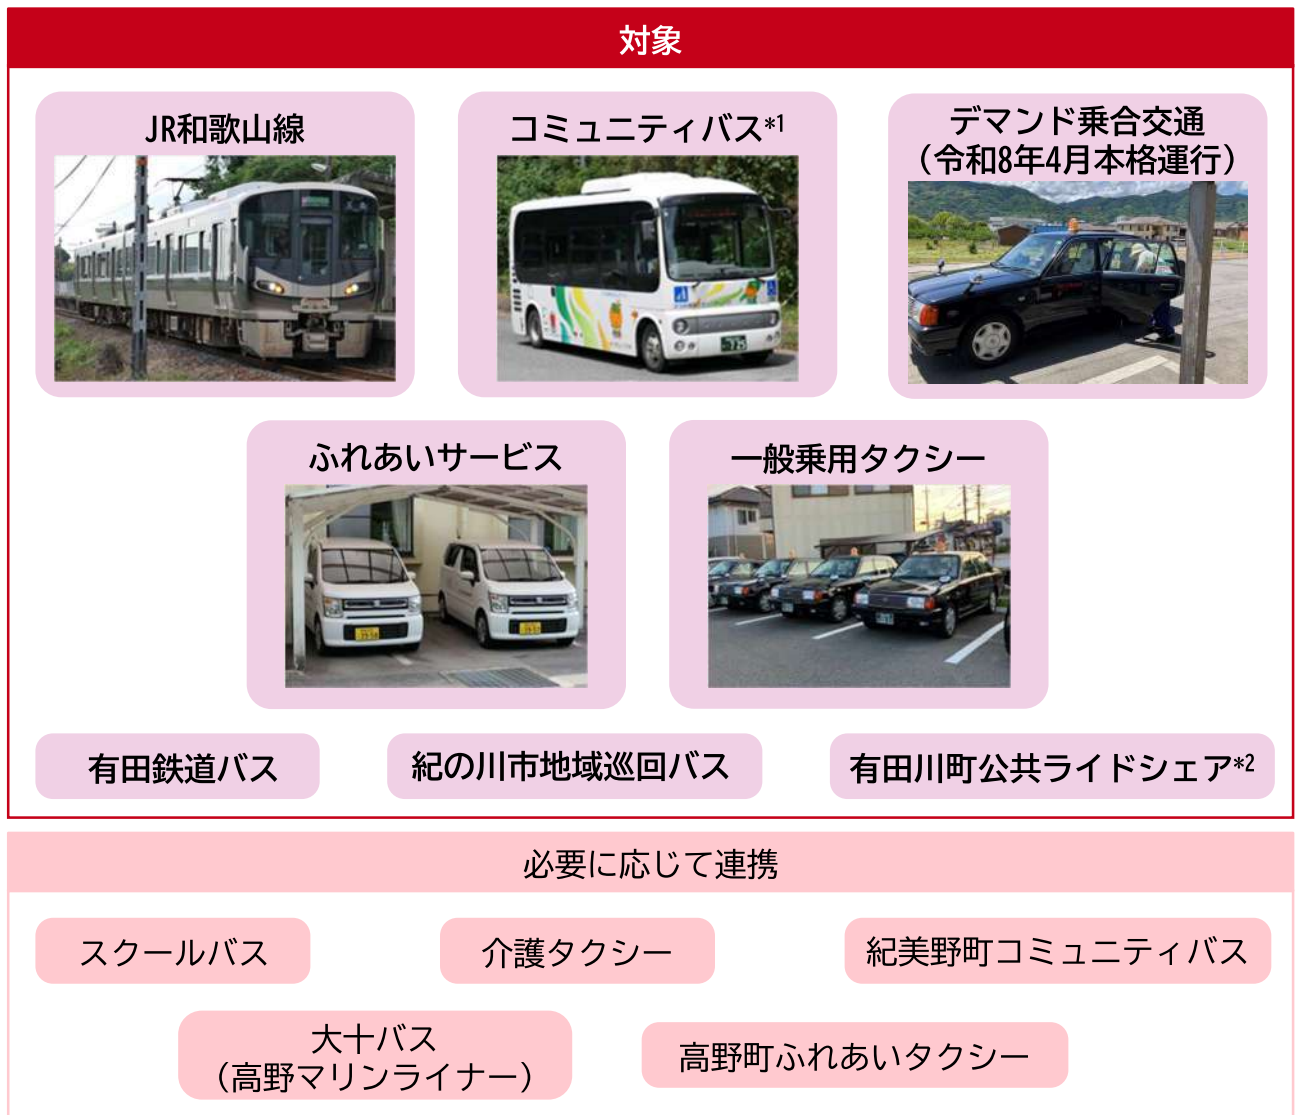 対象
JR和歌山線
コミュニティバス*1
デマンド乗合交通
（令和8年4月本格運行）
ふれあいサービス
一般乗用タクシー
有田鉄道バス
紀の川市地域巡回バス
有田川町公共ライドシェア*2
必要に応じて連携
スクールバス
介護タクシー
紀美野町コミュニティバス
大十バス
（高野マリンライナー）
高野町ふれあいタクシー